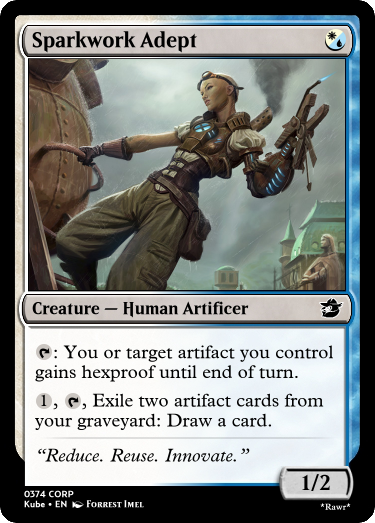 Sparkwork Adept
Creature — Human Artificer
: You or target artifact you control
gains hexproof until end of turn.
1, , Exile two artifact cards from
your graveyard: Draw a card.
“Reduce. Reuse. Innovate.”
1/2
0374 CORP
Kube • EN Forrest Imel
*Rawr*